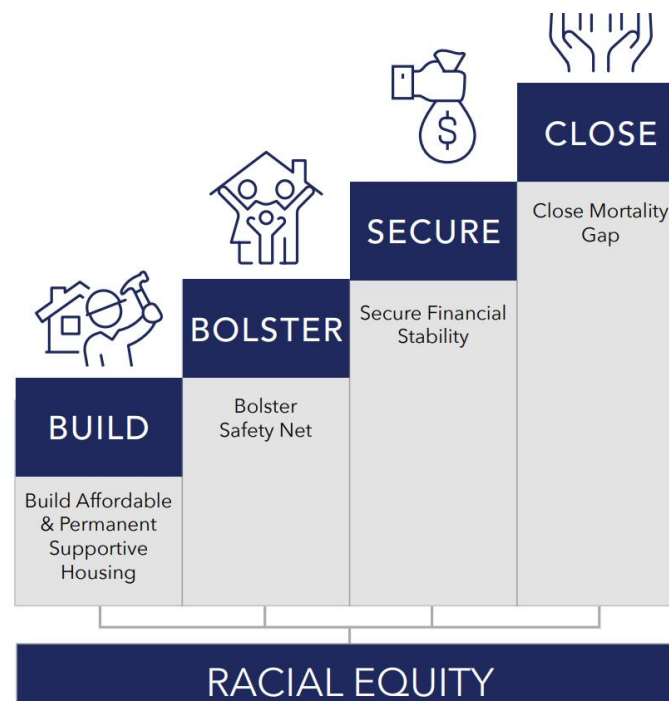 BUILD
Build Affordable
& Permanent
Supportive
Housing
BOLSTER
Bolster
Safety Net
SECURE
Secure Financial
Stability
$
CLOSE
Close Mortality
Gap
RACIAL EQUITY